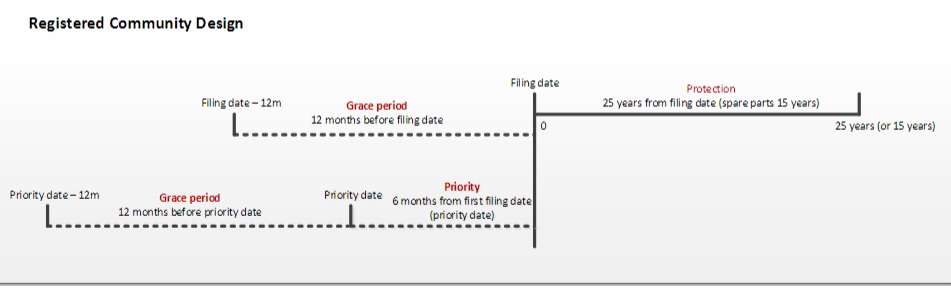 Registered Community Design
Filing date
Protection
Filing date – 12m
Grace period
25 years from filing date (spare parts 15 years)
12 months before filing date
0
25 years (or 15 years)
Priority date – 12m
Grace period
Priority date
Priority
12 months before priority date
6 months from first filing date
(priority date)